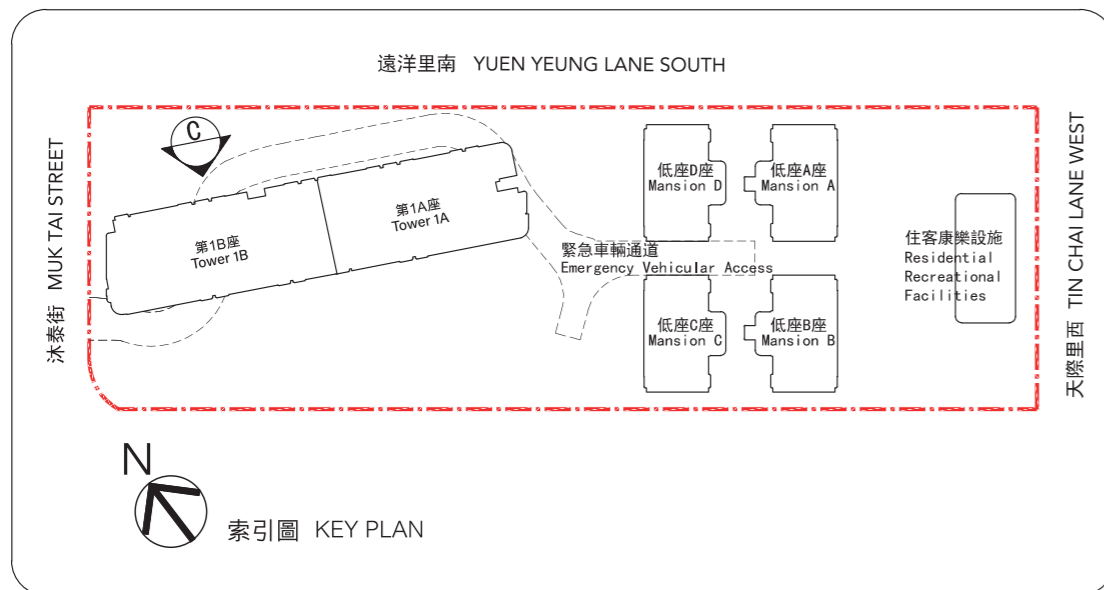 遠洋里南 YUEN YEUNG LANE SOUTH
沐泰街 MUK TAI STREET
天際里西 TIN CHAI LANE WEST
C
第1B座
Tower 1B
第1A座
Tower 1A
緊急車輛通道
Emergency Vehicular Access
低座D座
Mansion D
低座A座
Mansion A
低座C座
Mansion C
低座B座
Mansion B
住客康樂設施
Residential
Recreational
Facilities
N
索引圖 KEY PLAN